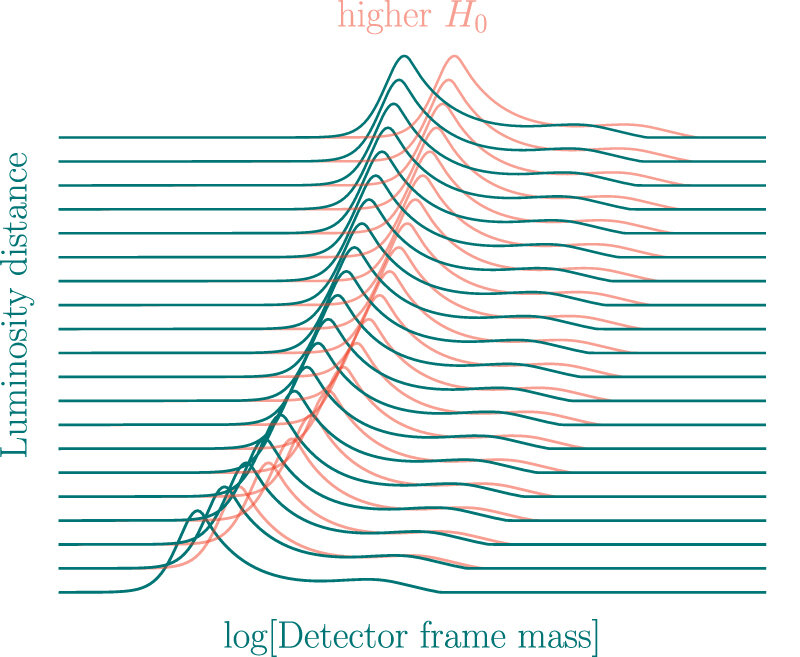 higher H₀
Luminosity distance
log[Detector frame mass]